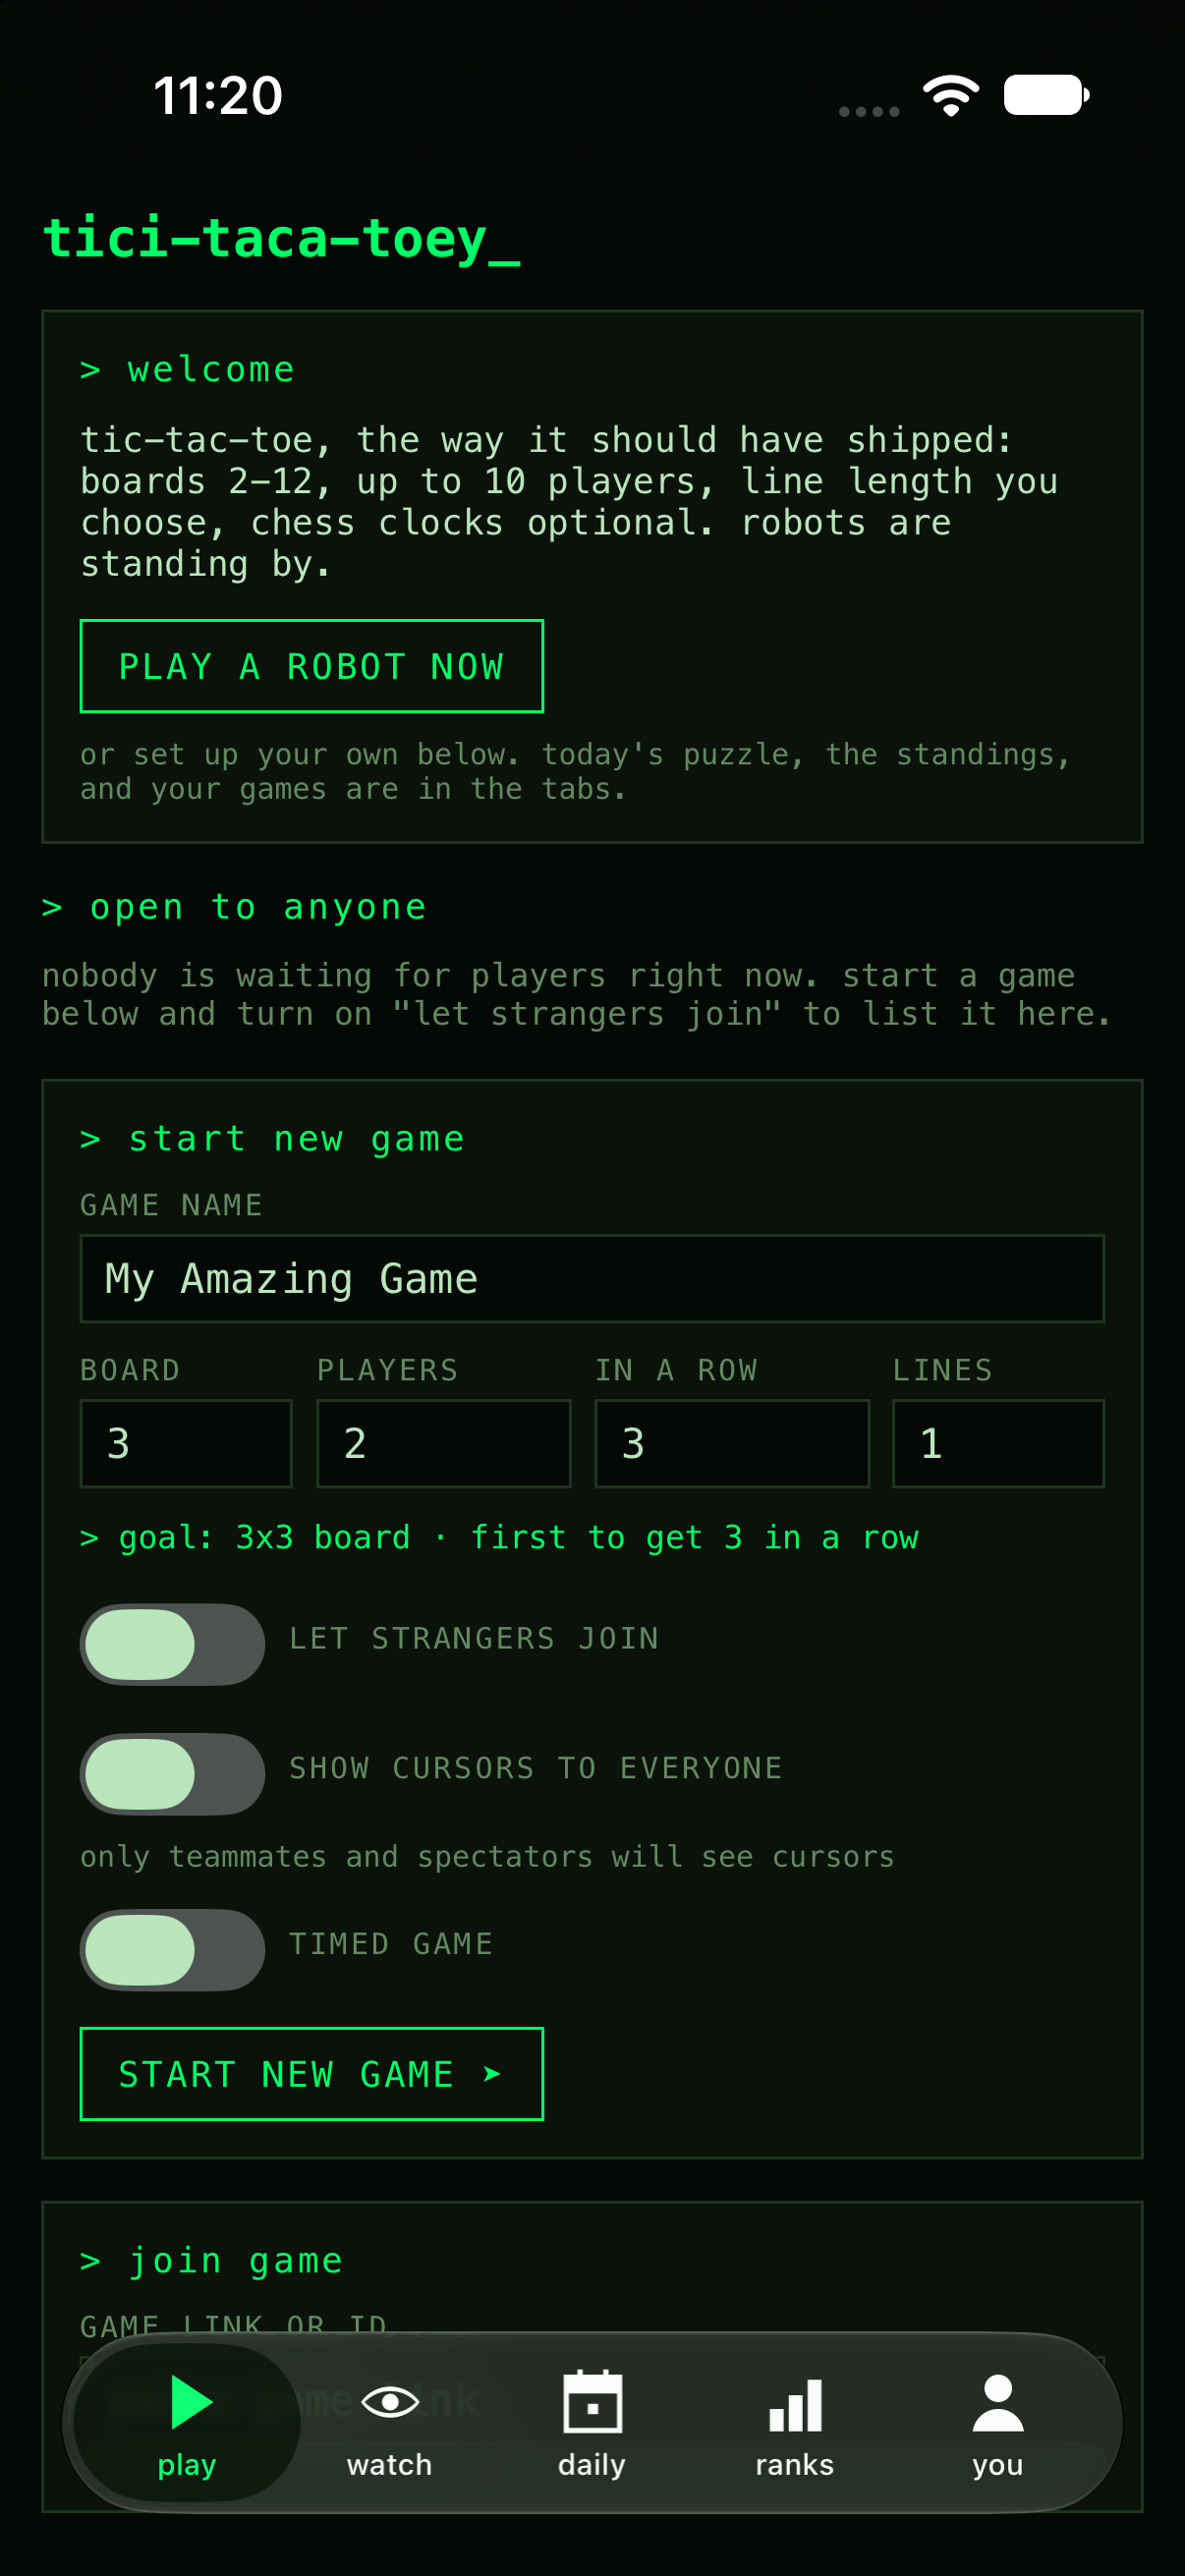 11:20
tici-taca-toey_
> welcome
tic-tac-toe, the way it should have shipped:
boards 2-12, up to 10 players, line length you
choose, chess clocks optional. robots are
standing by.
PLAY A ROBOT NOW
or set up your own below. today's puzzle, the standings,
and your games are in the tabs.
> open to anyone
nobody is waiting for players right now. start a game
below and turn on "let strangers join" to list it here.
> start new game
GAME NAME
My Amazing Game
BOARD PLAYERS IN A ROW LINES
3 2 3 1
> goal: 3x3 board · first to get 3 in a row
LET STRANGERS JOIN
SHOW CURSORS TO EVERYONE
only teammates and spectators will see cursors
TIMED GAME
START NEW GAME ➤
> join game
GAME LINK OR ID
play watch daily ranks you